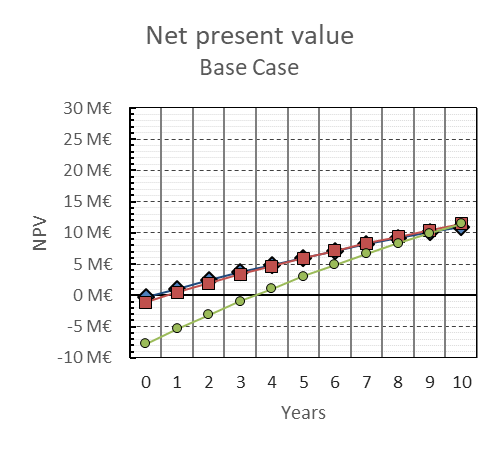 Net present value
Base Case
30 M€
25 M€
20 M€
15 M€
10 M€
5 M€
0 M€
-5 M€
-10 M€
NPV
0 1 2 3 4 5 6 7 8 9 10
Years